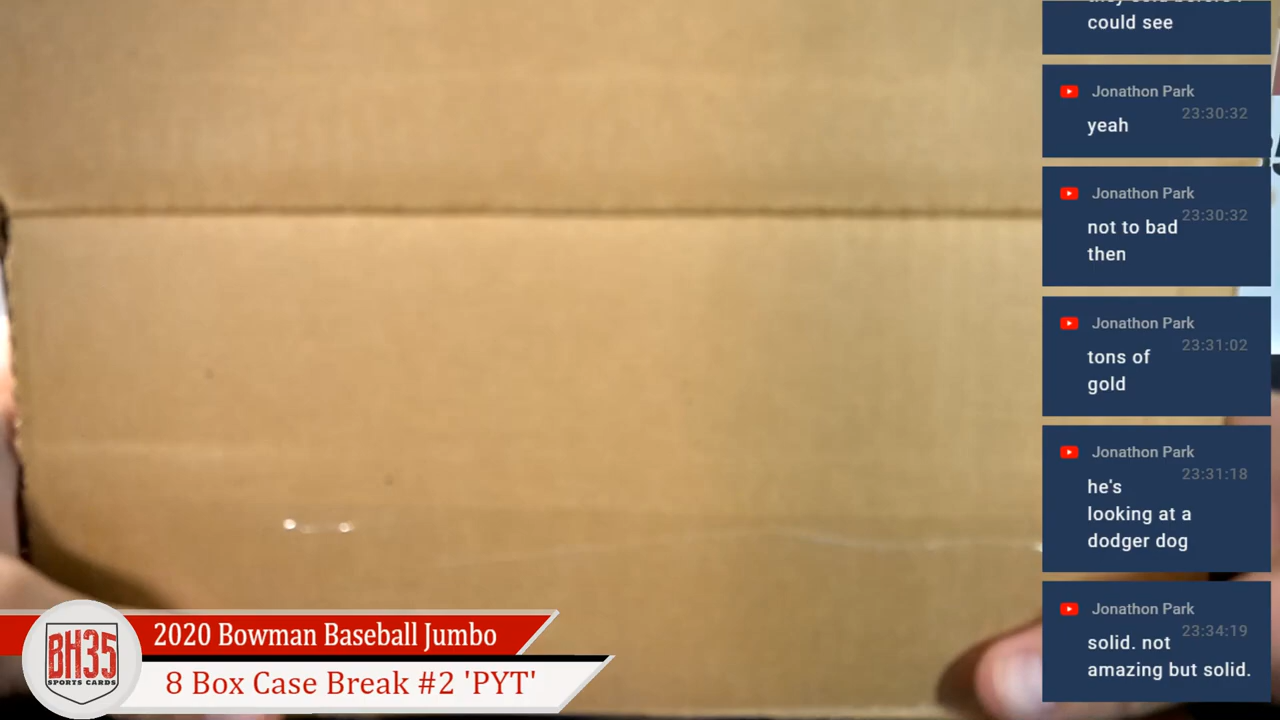 could see
Jonathon Park
23:30:32
yeah
Jonathon Park
23:30:32
not to bad
then
Jonathon Park
23:31:02
tons of
gold
Jonathon Park
23:31:18
he's
looking at a
dodger dog
Jonathon Park
23:34:19
solid. not
amazing but solid.
2020 Bowman Baseball Jumbo
8 Box Case Break #2 'PYT'
BH35
SPORTS CARDS